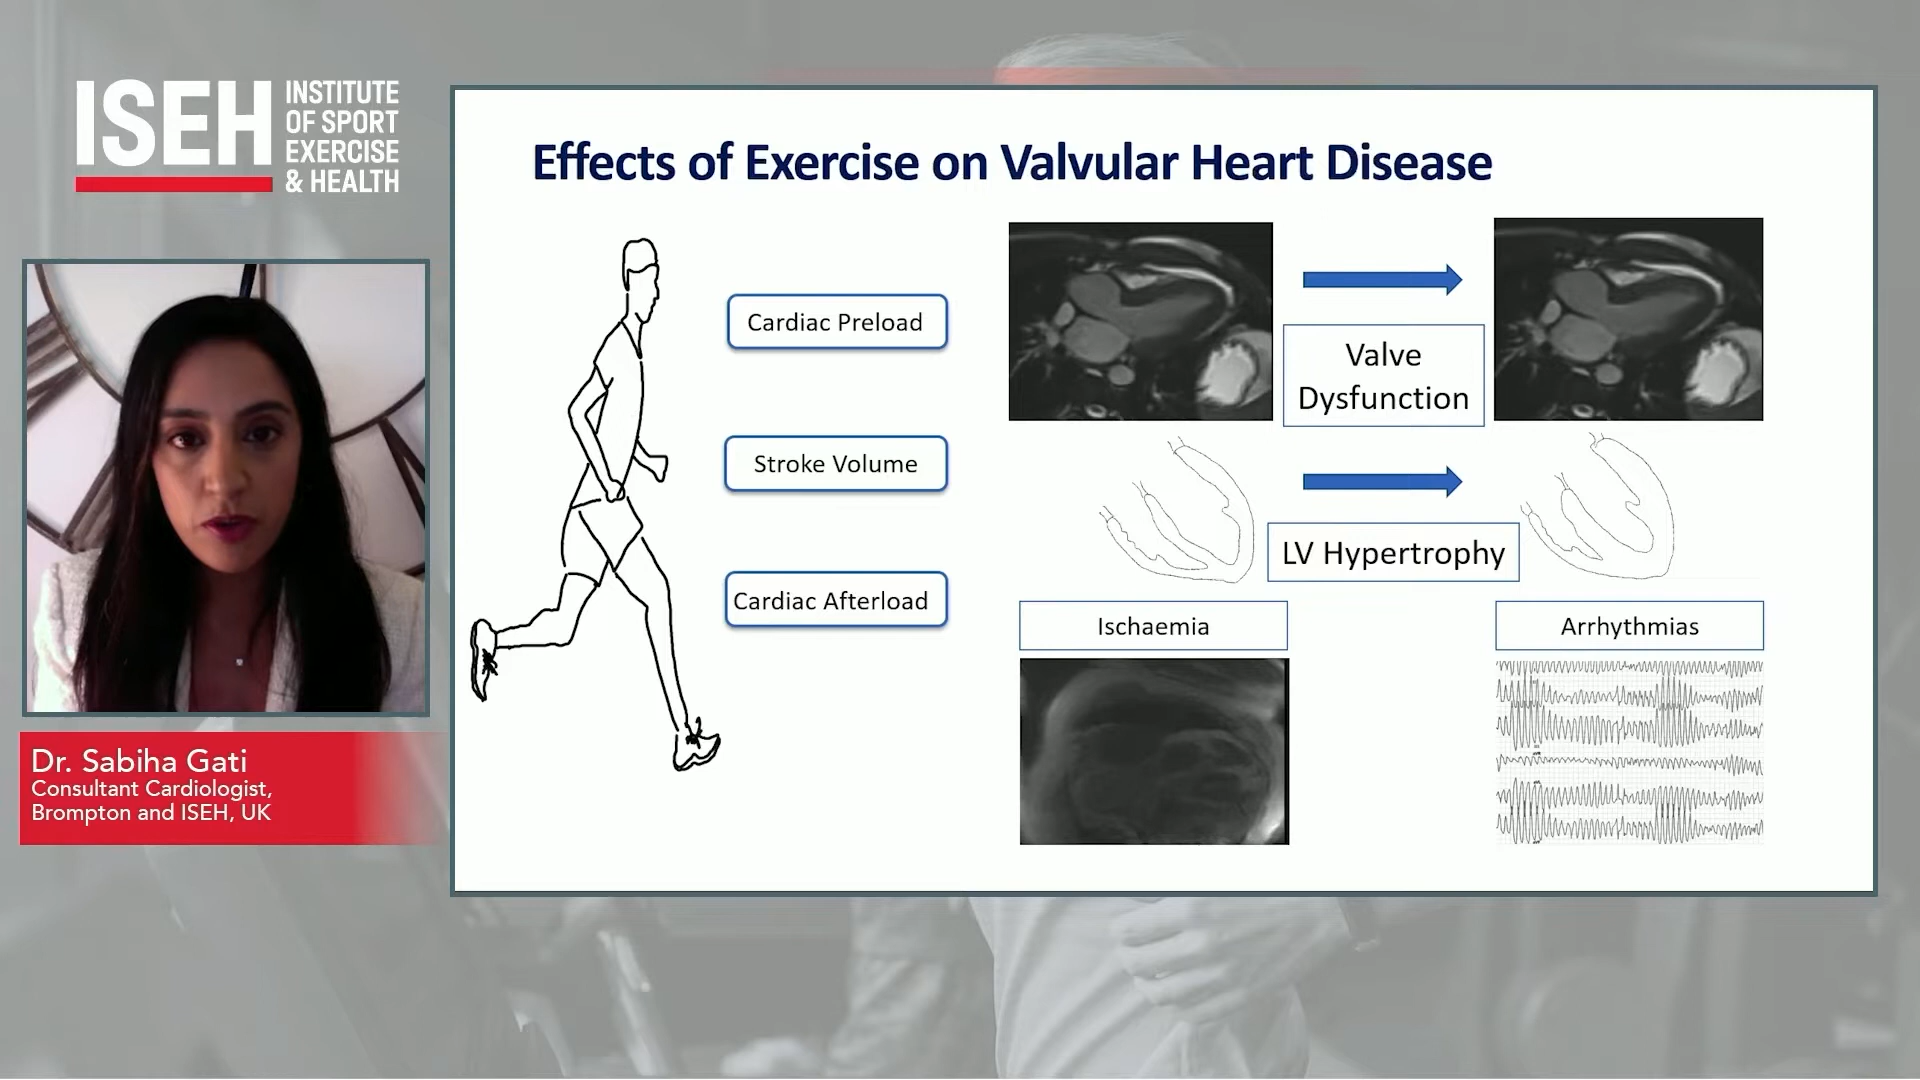 ISEH
INSTITUTE
OF SPORT
EXERCISE
& HEALTH
Dr. Sabiha Gati
Consultant Cardiologist,
Brompton and ISEH, UK
Effects of Exercise on Valvular Heart Disease
Cardiac Preload
Stroke Volume
Cardiac Afterload
Valve
Dysfunction
LV Hypertrophy
Ischaemia
Arrhythmias